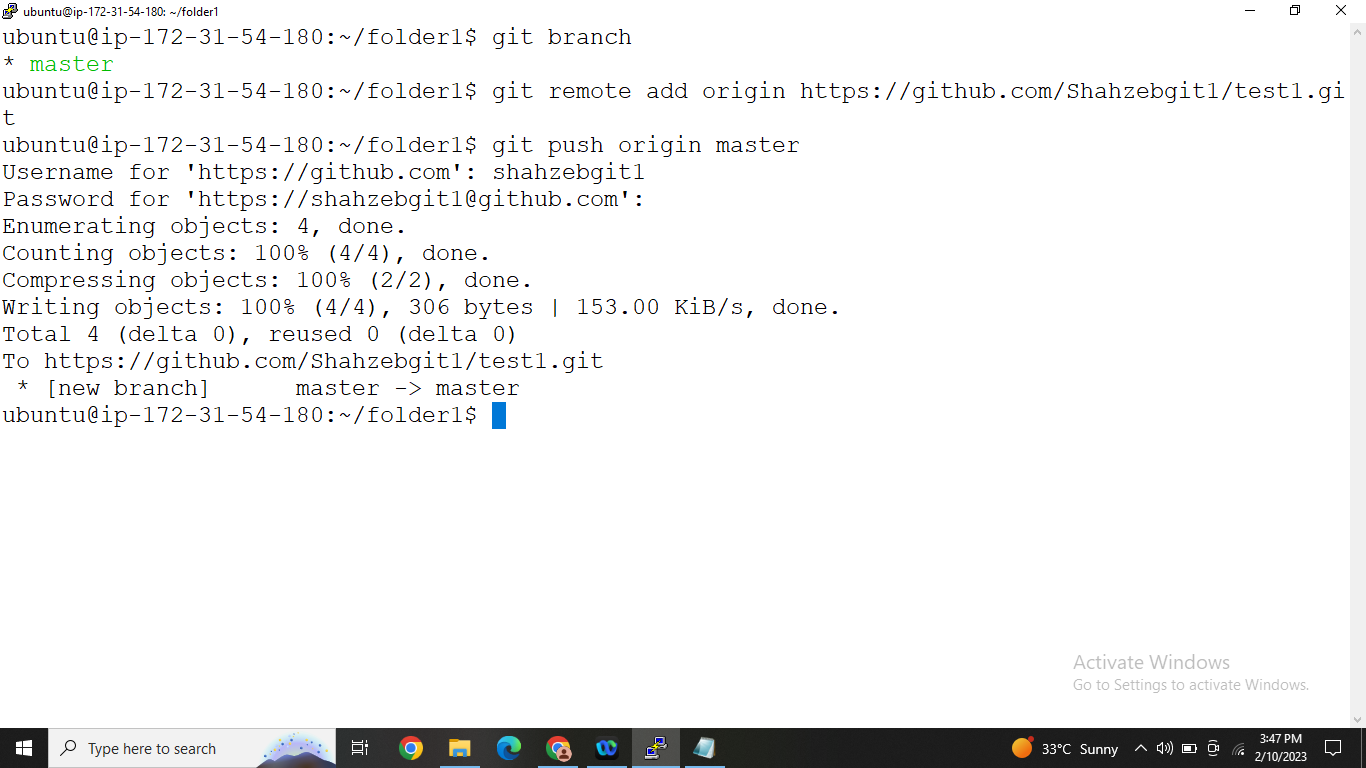 ubuntu@ip-172-31-54-180: ~/folder1
ubuntu@ip-172-31-54-180:~/folder1$ git branch
* master
ubuntu@ip-172-31-54-180:~/folder1$ git remote add origin https://github.com/Shahzebgit1/test1.gi
t
ubuntu@ip-172-31-54-180:~/folder1$ git push origin master
Username for 'https://github.com': shahzebgit1
Password for 'https://shahzebgit1@github.com':
Enumerating objects: 4, done.
Counting objects: 100% (4/4), done.
Compressing objects: 100% (2/2), done.
Writing objects: 100% (4/4), 306 bytes | 153.00 KiB/s, done.
Total 4 (delta 0), reused 0 (delta 0)
To https://github.com/Shahzebgit1/test1.git
 * [new branch]      master -> master
ubuntu@ip-172-31-54-180:~/folder1$
Activate Windows
Go to Settings to activate Windows.
Type here to search
33°C Sunny
3:47 PM
2/10/2023